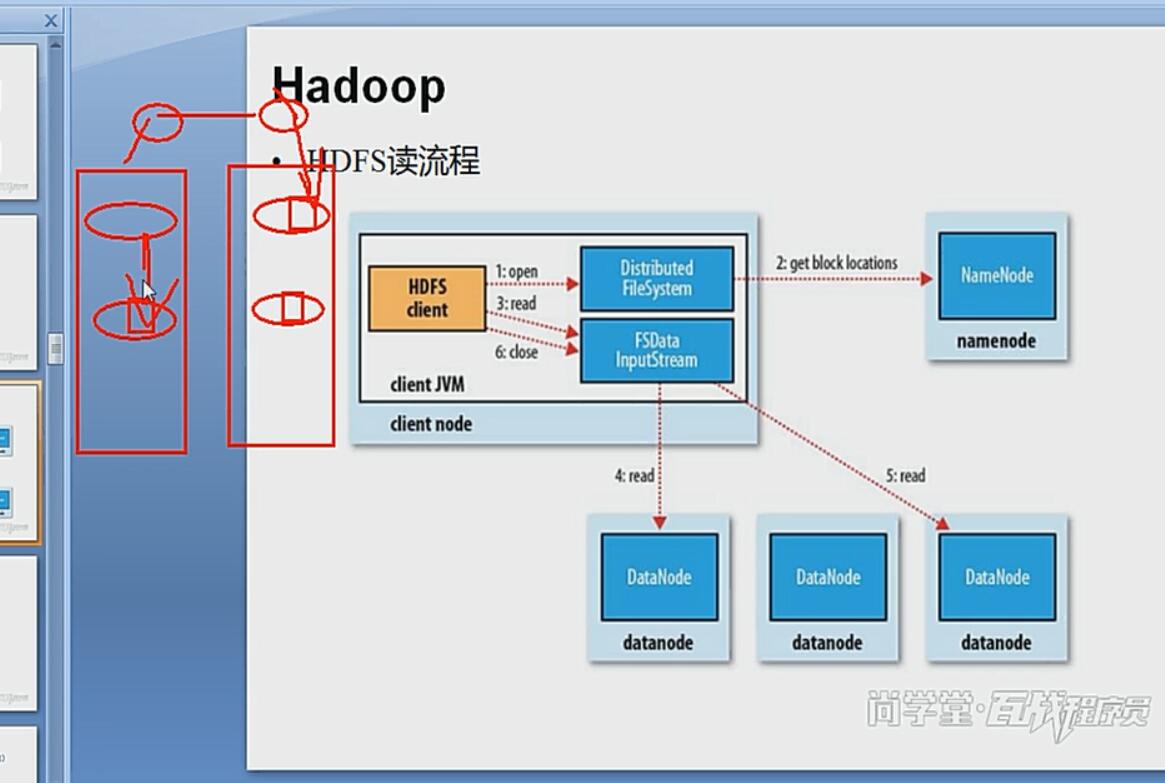 Hadoop
• HDFS读流程
HDFS
client
1: open
3: read
6: close
Distributed
FileSystem
FSData
InputStream
client JVM
client node
2: get block locations
NameNode
namenode
4: read
5: read
DataNode
datanode
DataNode
datanode
DataNode
datanode
尚学堂·百战程序员